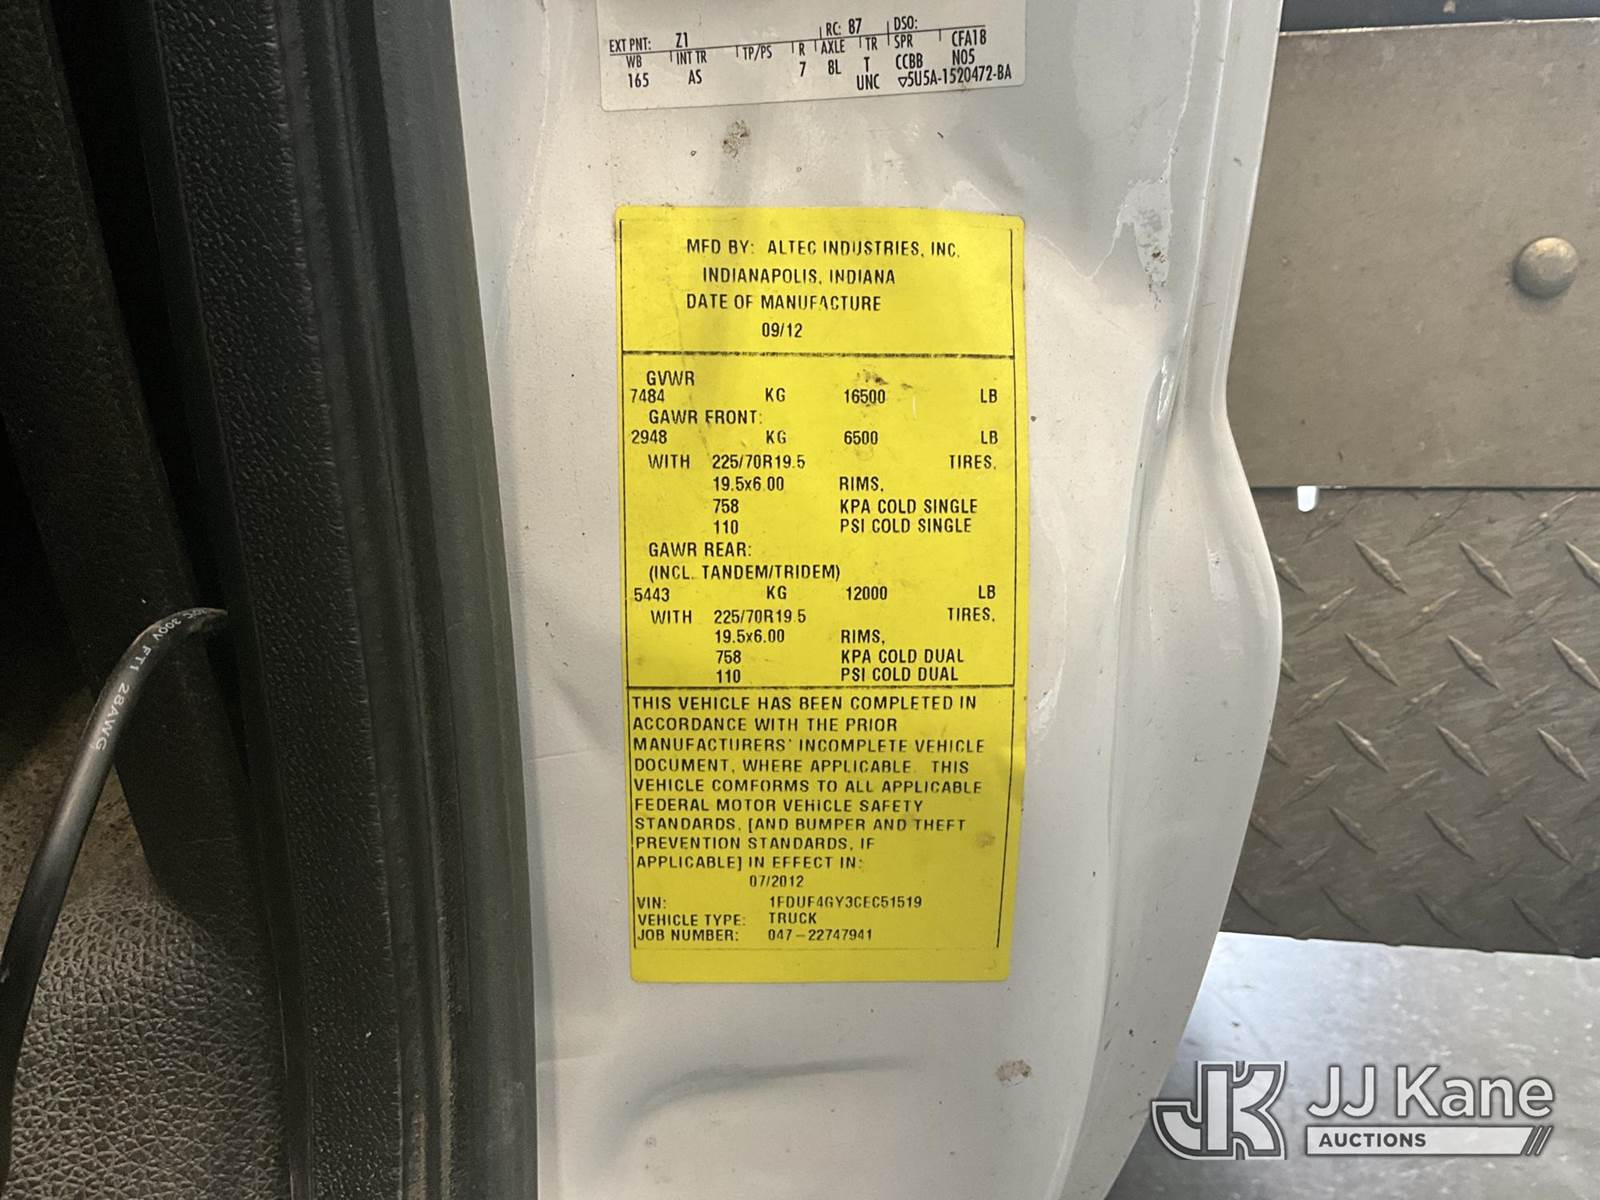 EXT PNT: Z1 RC: 87 DSO:
WB INT TR TP/PS R AXLE TR SPR CFA18
165 AS 7 8L T CCBB N05
UNC ▽5U5A-1520472-BA
MFD BY: ALTEC INDUSTRIES, INC.
INDIANAPOLIS, INDIANA
DATE OF MANUFACTURE
09/12
GVWR
7484 KG 16500 LB
GAWR FRONT:
2948 KG 6500 LB
WITH 225/70R19.5 TIRES,
19.5x6.00 RIMS,
758 KPA COLD SINGLE
110 PSI COLD SINGLE
GAWR REAR:
(INCL. TANDEM/TRIDEM)
5443 KG 12000 LB
WITH 225/70R19.5 TIRES,
19.5x6.00 RIMS,
758 KPA COLD DUAL
110 PSI COLD DUAL
THIS VEHICLE HAS BEEN COMPLETED IN
ACCORDANCE WITH THE PRIOR
MANUFACTURERS' INCOMPLETE VEHICLE
DOCUMENT, WHERE APPLICABLE. THIS
VEHICLE COMFORMS TO ALL APPLICABLE
FEDERAL MOTOR VEHICLE SAFETY
STANDARDS, [AND BUMPER AND THEFT
PREVENTION STANDARDS, IF
APPLICABLE] IN EFFECT IN:
07/2012
VIN: 1FDUF4GY3CEC51519
VEHICLE TYPE: TRUCK
JOB NUMBER: 047-22747941
300V FT1 28AWG
JK JJ Kane
AUCTIONS